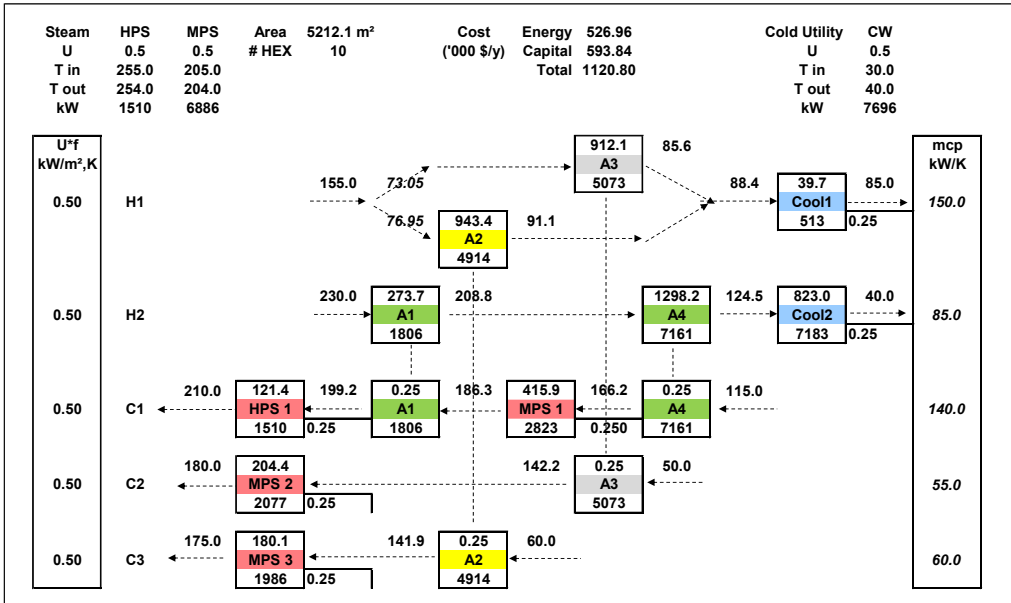 Steam HPS MPS Area 5212.1 m² Cost Energy 526.96 Cold Utility CW
U 0.5 0.5 # HEX 10 ('000 $/y) Capital 593.84 U 0.5
T in 255.0 205.0 Total 1120.80 T in 30.0
T out 254.0 204.0 T out 40.0
kW 1510 6886 kW 7696
U*f 912.1 85.6 mcp
kW/m²,K A3 kW/K
155.0 73.05 5073 88.4 39.7 85.0
0.50 H1 Cool1 150.0
76.95 943.4 91.1 513 0.25
A2
4914
230.0 273.7 208.8 1298.2 124.5 823.0 40.0
0.50 H2 A1 A4 Cool2 85.0
1806 7161 7183 0.25
210.0 121.4 199.2 0.25 186.3 415.9 166.2 0.25 115.0
0.50 C1 HPS 1 A1 MPS 1 A4 140.0
1510 0.25 1806 2823 0.250 7161
180.0 204.4 142.2 0.25 50.0
0.50 C2 MPS 2 A3 55.0
2077 0.25 5073
175.0 180.1 141.9 0.25 60.0
0.50 C3 MPS 3 A2 60.0
1986 0.25 4914